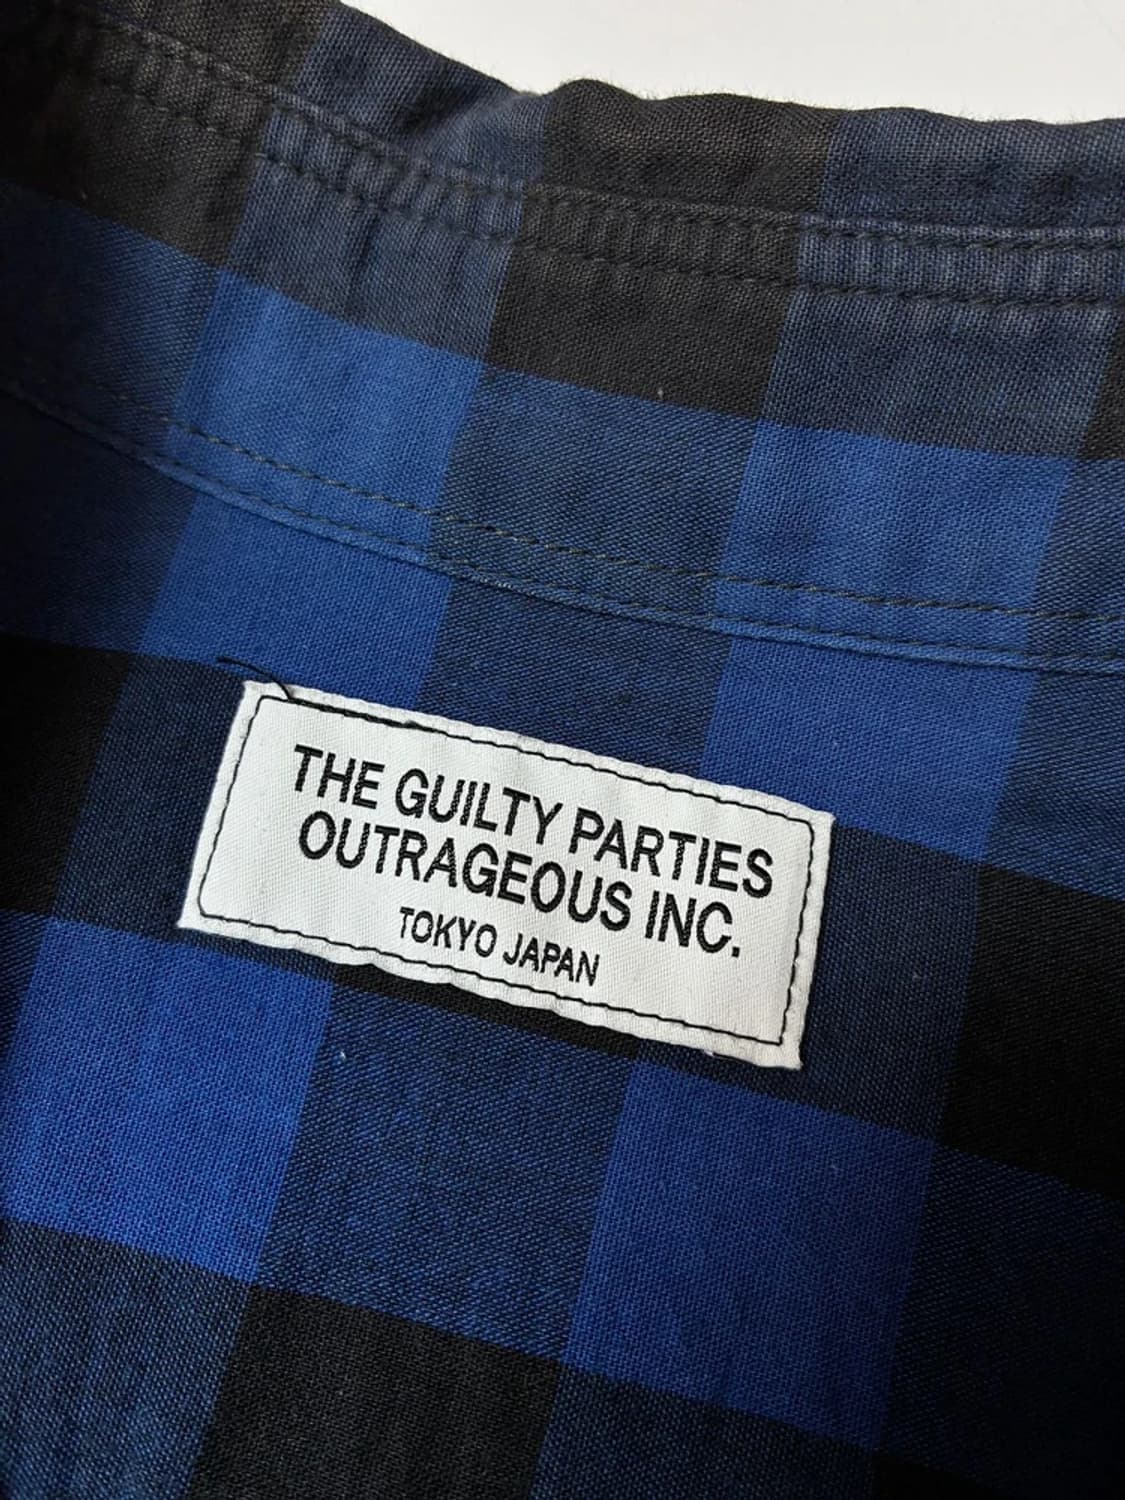 THE GUILTY PARTIES
OUTRAGEOUS INC.
TOKYO JAPAN